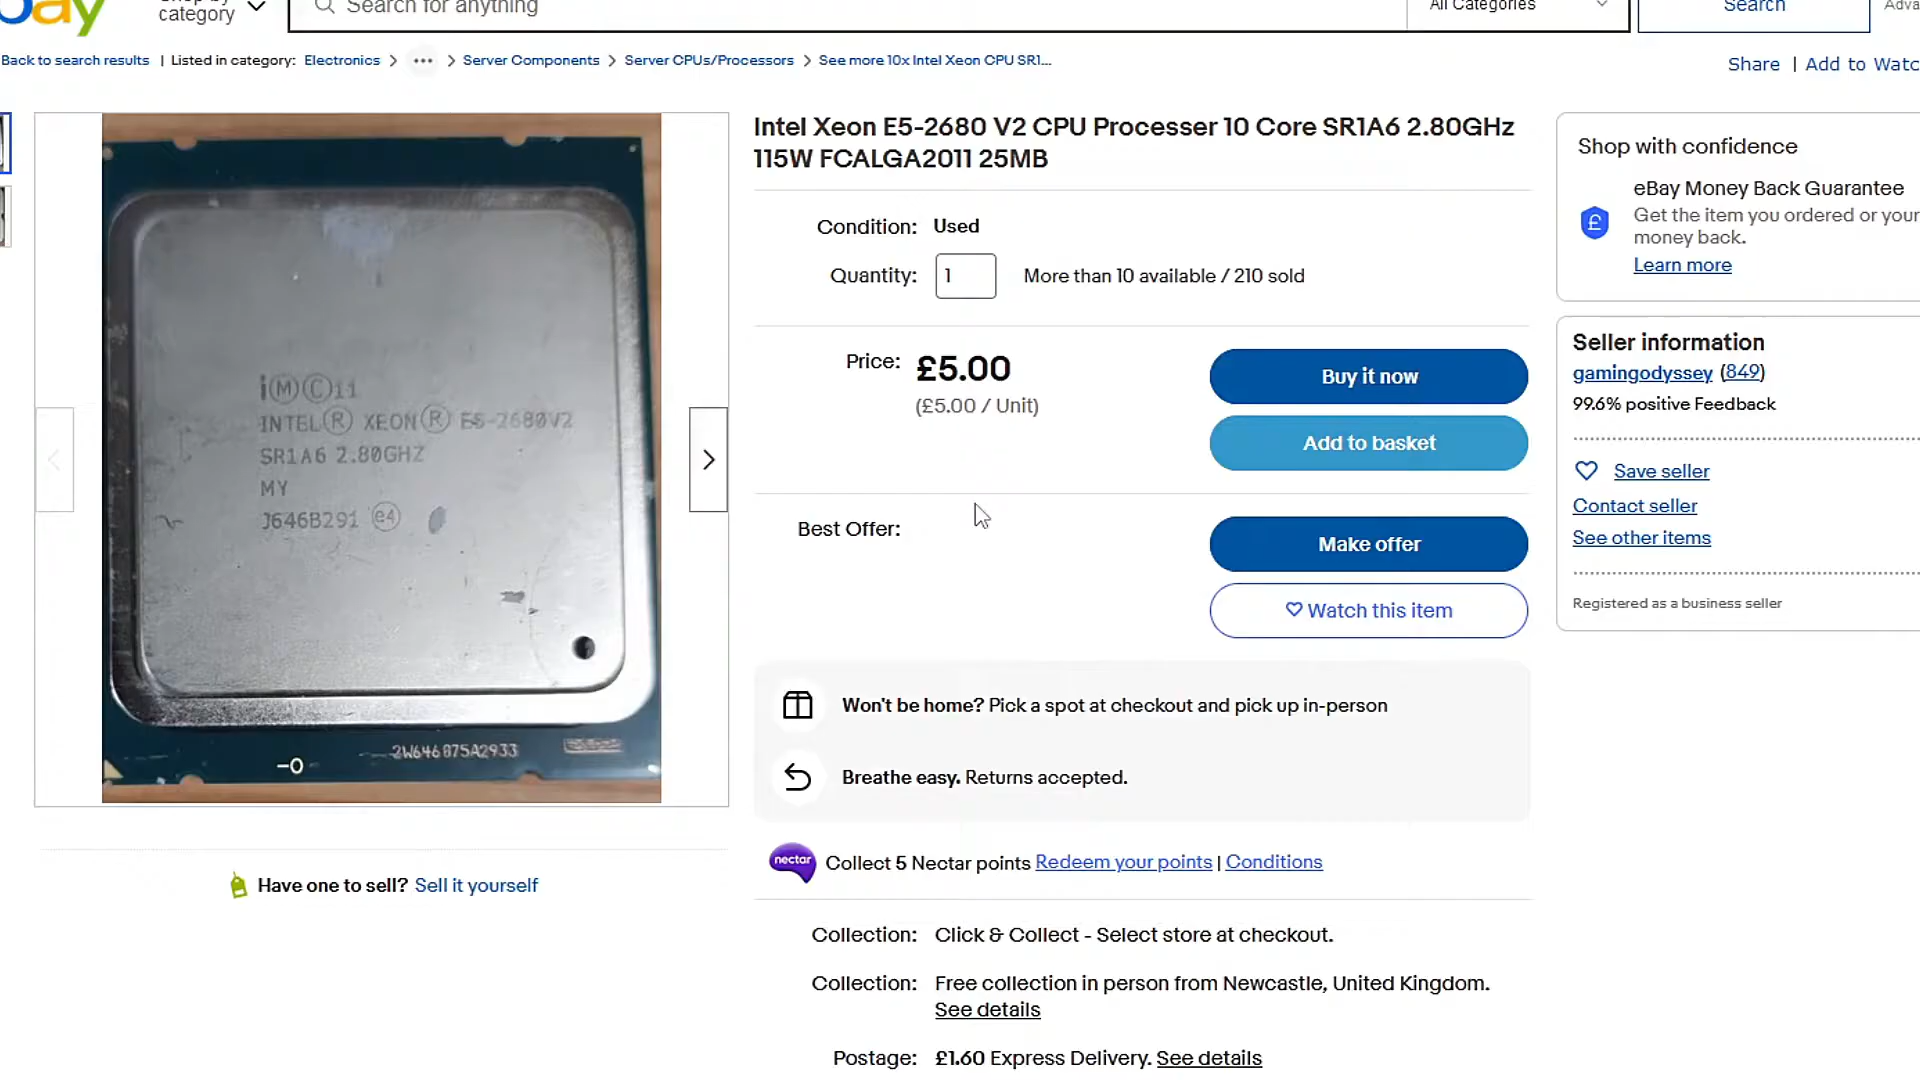 ebay
category
Search for anything
All Categories
Search
Back to search results | Listed in category: Electronics > ••• > Server Components > Server CPUs/Processors > See more 10x Intel Xeon CPU SR1...
Share | Add to Watc
Intel Xeon E5-2680 V2 CPU Processer 10 Core SR1A6 2.80GHz
115W FCALGA2011 25MB
Condition: Used
Quantity: 1 More than 10 available / 210 sold
Price: £5.00
(£5.00 / Unit)
Buy it now
Add to basket
Best Offer:
Make offer
Watch this item
Won't be home? Pick a spot at checkout and pick up in-person
Breathe easy. Returns accepted.
nectar Collect 5 Nectar points Redeem your points | Conditions
Collection: Click & Collect - Select store at checkout.
Collection: Free collection in person from Newcastle, United Kingdom.
See details
Postage: £1.60 Express Delivery. See details
Shop with confidence
eBay Money Back Guarantee
Get the item you ordered or your
money back.
Learn more
Seller information
gamingodyssey (849)
99.6% positive Feedback
Save seller
Contact seller
See other items
Registered as a business seller
i(M)(C)11
INTEL(R) XEON(R) E5-2680V2
SR1A6 2.80GHZ
MY
J646B291 e4
2W646875A2933
-O
Have one to sell? Sell it yourself